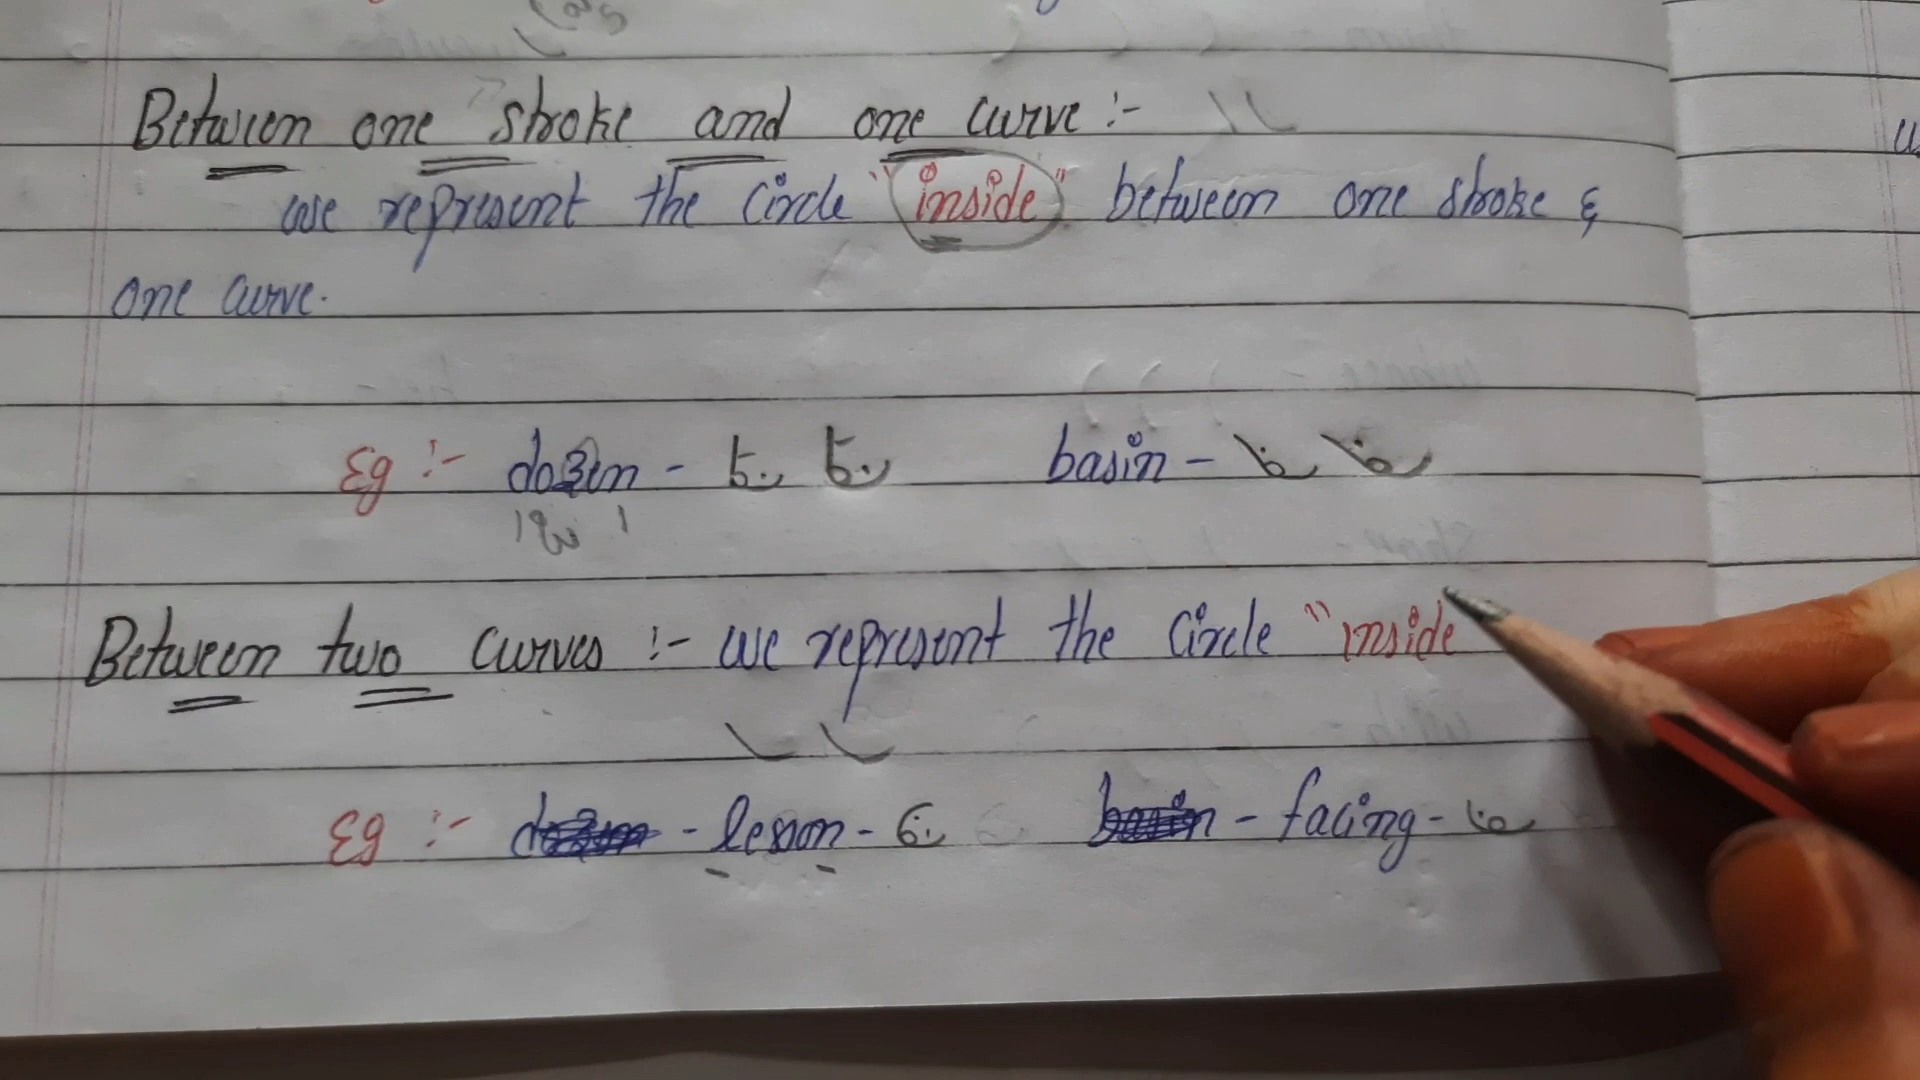 Between one stroke and one curve :-
we represent the circle "inside" between one stroke &
one curve.
Eg :- dozen - basin -
Between two curves :- we represent the circle "inside
Eg :- - lesson - - facing -